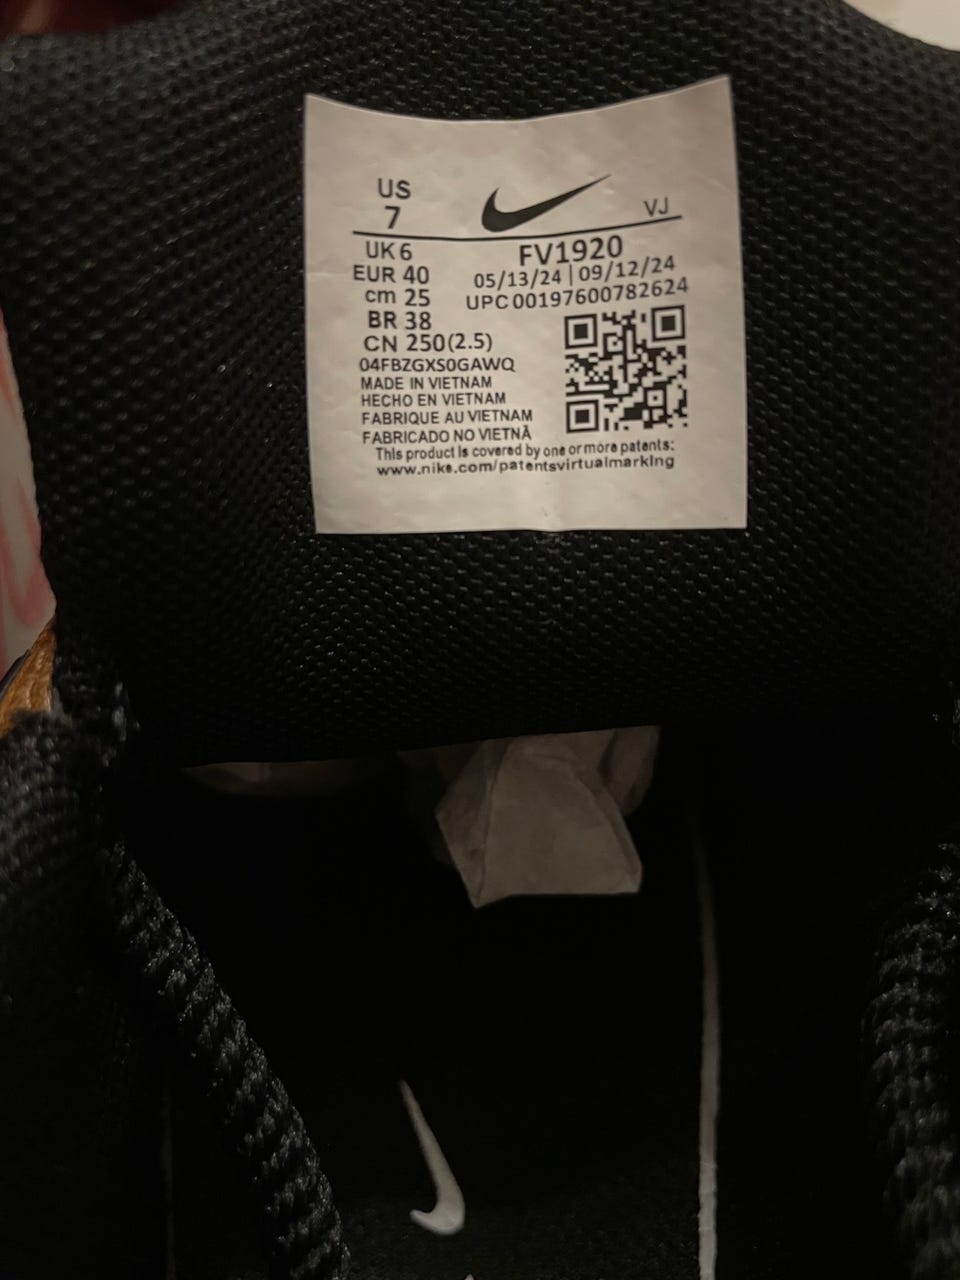 US
7
VJ
UK 6
FV1920
EUR 40
05/13/24 | 09/12/24
cm 25
UPC 00197600782624
BR 38
CN 250(2.5)
04FBZGXS0GAWQ
MADE IN VIETNAM
HECHO EN VIETNAM
FABRIQUE AU VIETNAM
FABRICADO NO VIETNÃ
This product is covered by one or more patents:
www.nike.com/patentsvirtualmarking